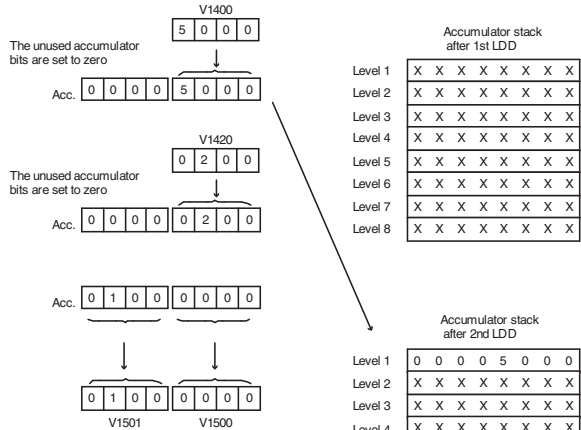 V1400
5 0 0 0
The unused accumulator
bits are set to zero
Acc. 0 0 0 0 5 0 0 0
V1420
0 2 0 0
The unused accumulator
bits are set to zero
Acc. 0 0 0 0 0 2 0 0
Acc. 0 1 0 0 0 0 0 0
0 1 0 0 0 0 0 0
V1501 V1500
Accumulator stack
after 1st LDD
Level 1 X X X X X X X X
Level 2 X X X X X X X X
Level 3 X X X X X X X X
Level 4 X X X X X X X X
Level 5 X X X X X X X X
Level 6 X X X X X X X X
Level 7 X X X X X X X X
Level 8 X X X X X X X X
Accumulator stack
after 2nd LDD
Level 1 0 0 0 0 5 0 0 0
Level 2 X X X X X X X X
Level 3 X X X X X X X X
Level 4 X X X X X X X X